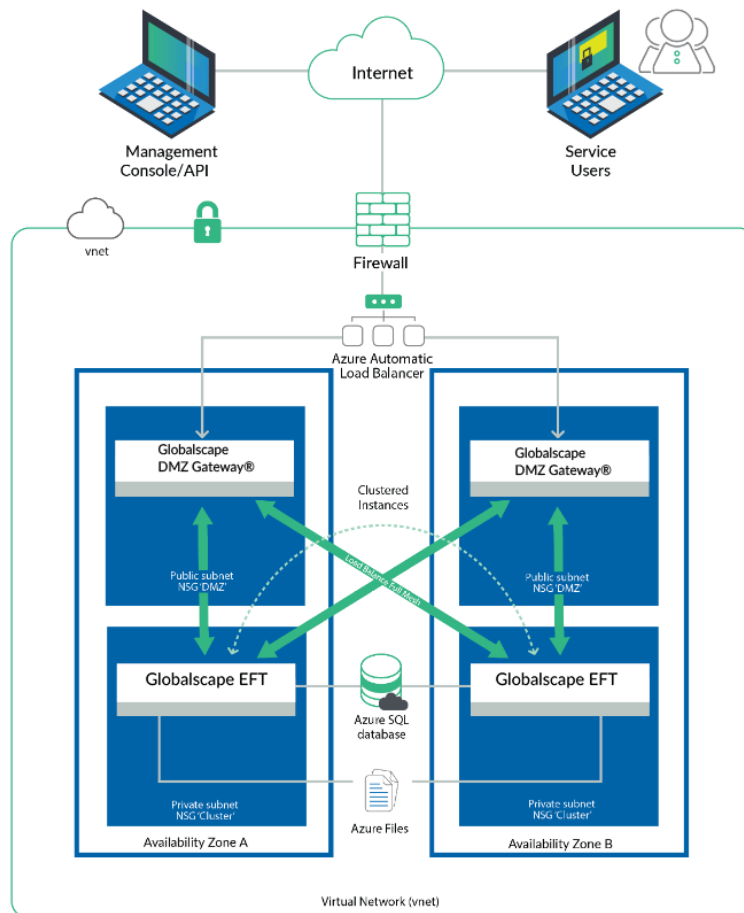 Internet
Management
Console/API
Service
Users
vnet
Firewall
Azure Automatic
Load Balancer
Globalscape
DMZ Gateway®
Globalscape
DMZ Gateway®
Clustered
Instances
Load Balance Full Mesh
Public subnet
NSG 'DMZ'
Public subnet
NSG 'DMZ'
Globalscape EFT
Globalscape EFT
Azure SQL
database
Private subnet
NSG 'Cluster'
Azure Files
Private subnet
NSG 'Cluster'
Availability Zone A
Availability Zone B
Virtual Network (vnet)